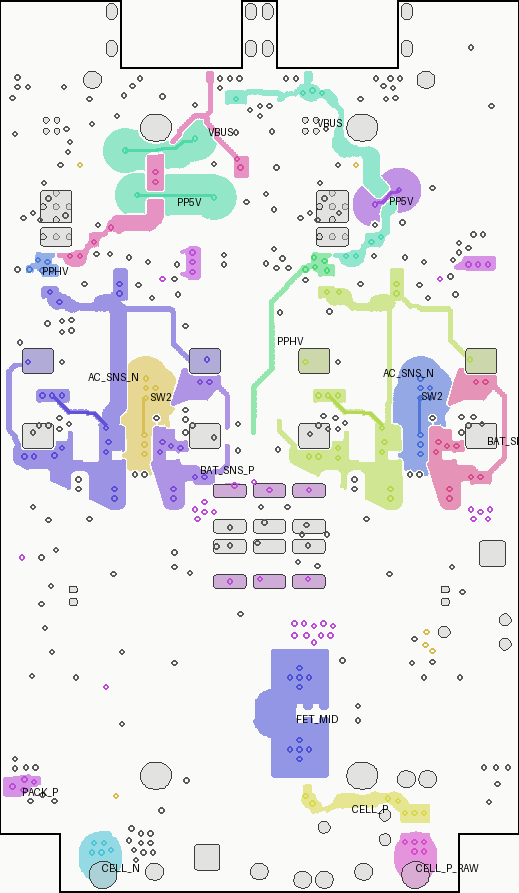 VBUS
VBUS
PP5V
PP5V
PPHV
PPHV
AC_SNS_N
AC_SNS_N
SW2
SW2
BAT_SNS_P
FET_MID
PACK_P
CELL_P
CELL_N
CELL_P_RAW